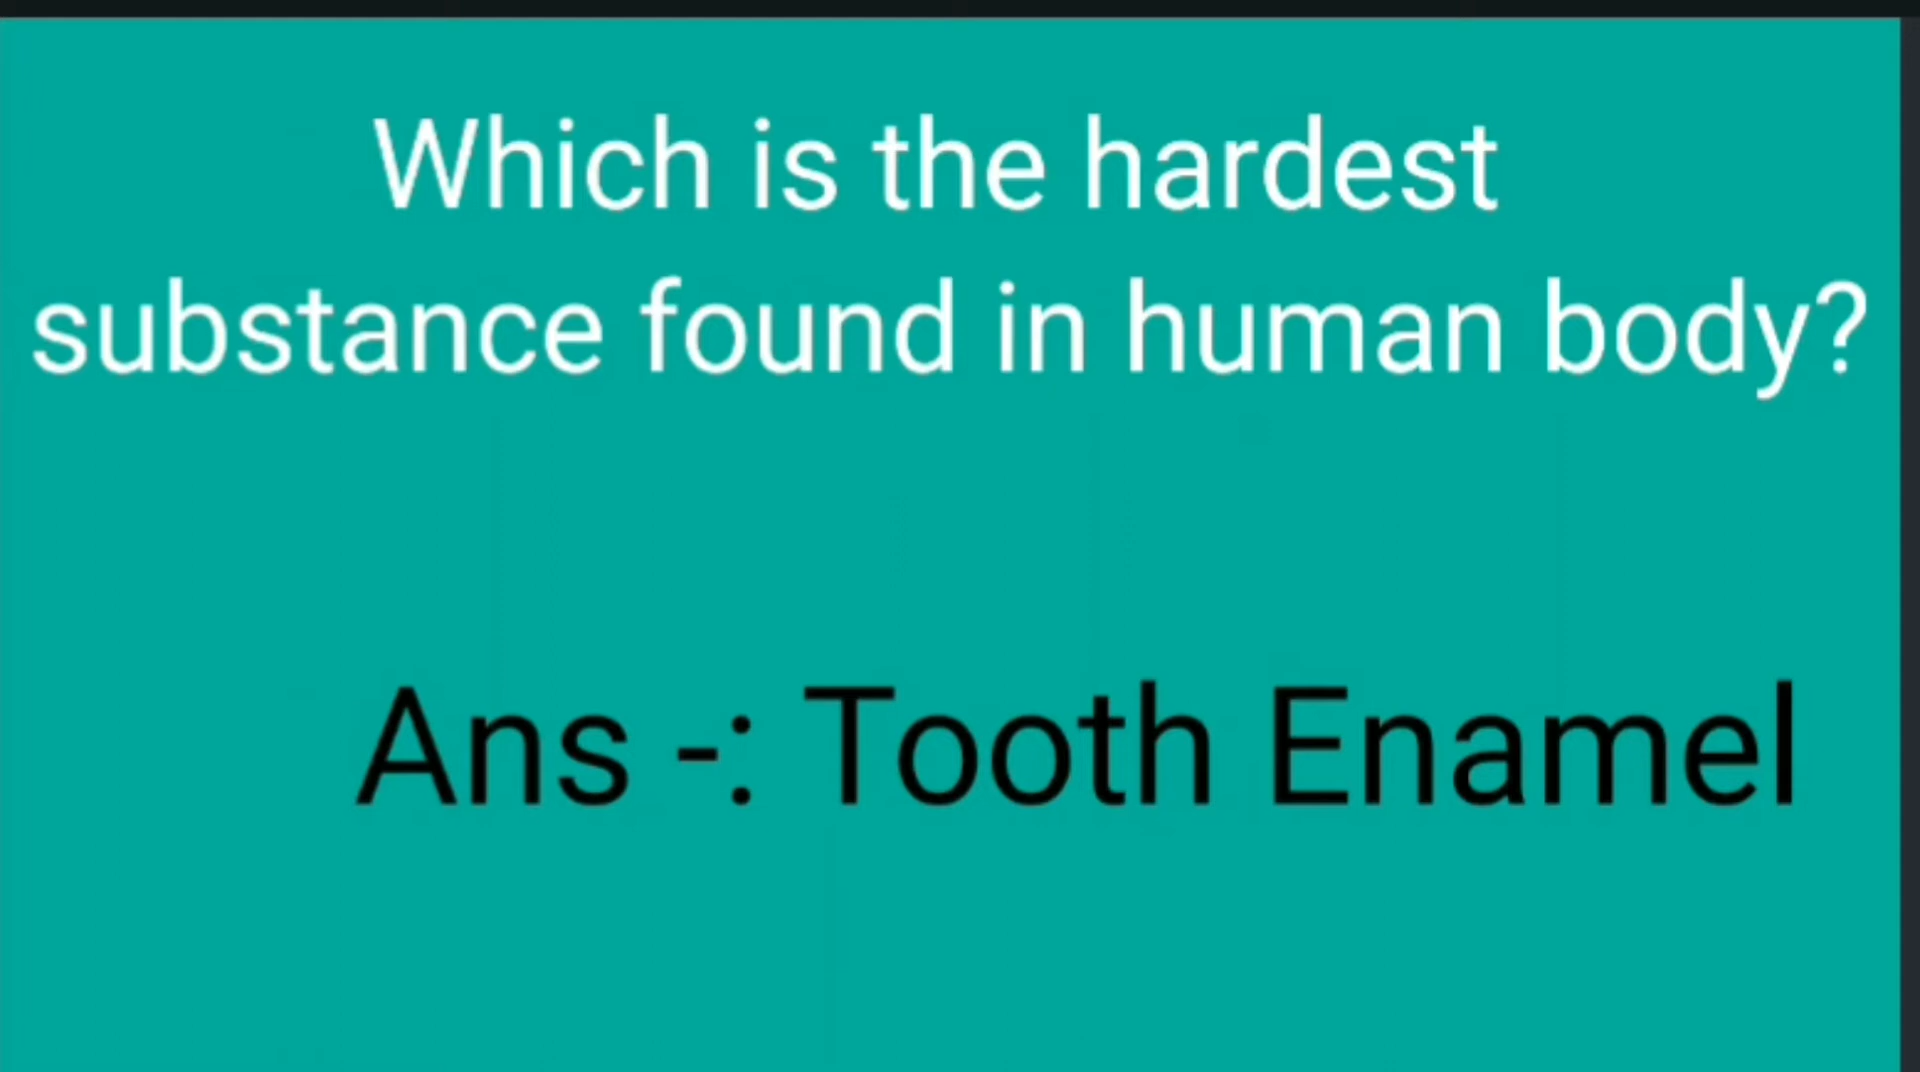 Which is the hardest
substance found in human body?
Ans -: Tooth Enamel